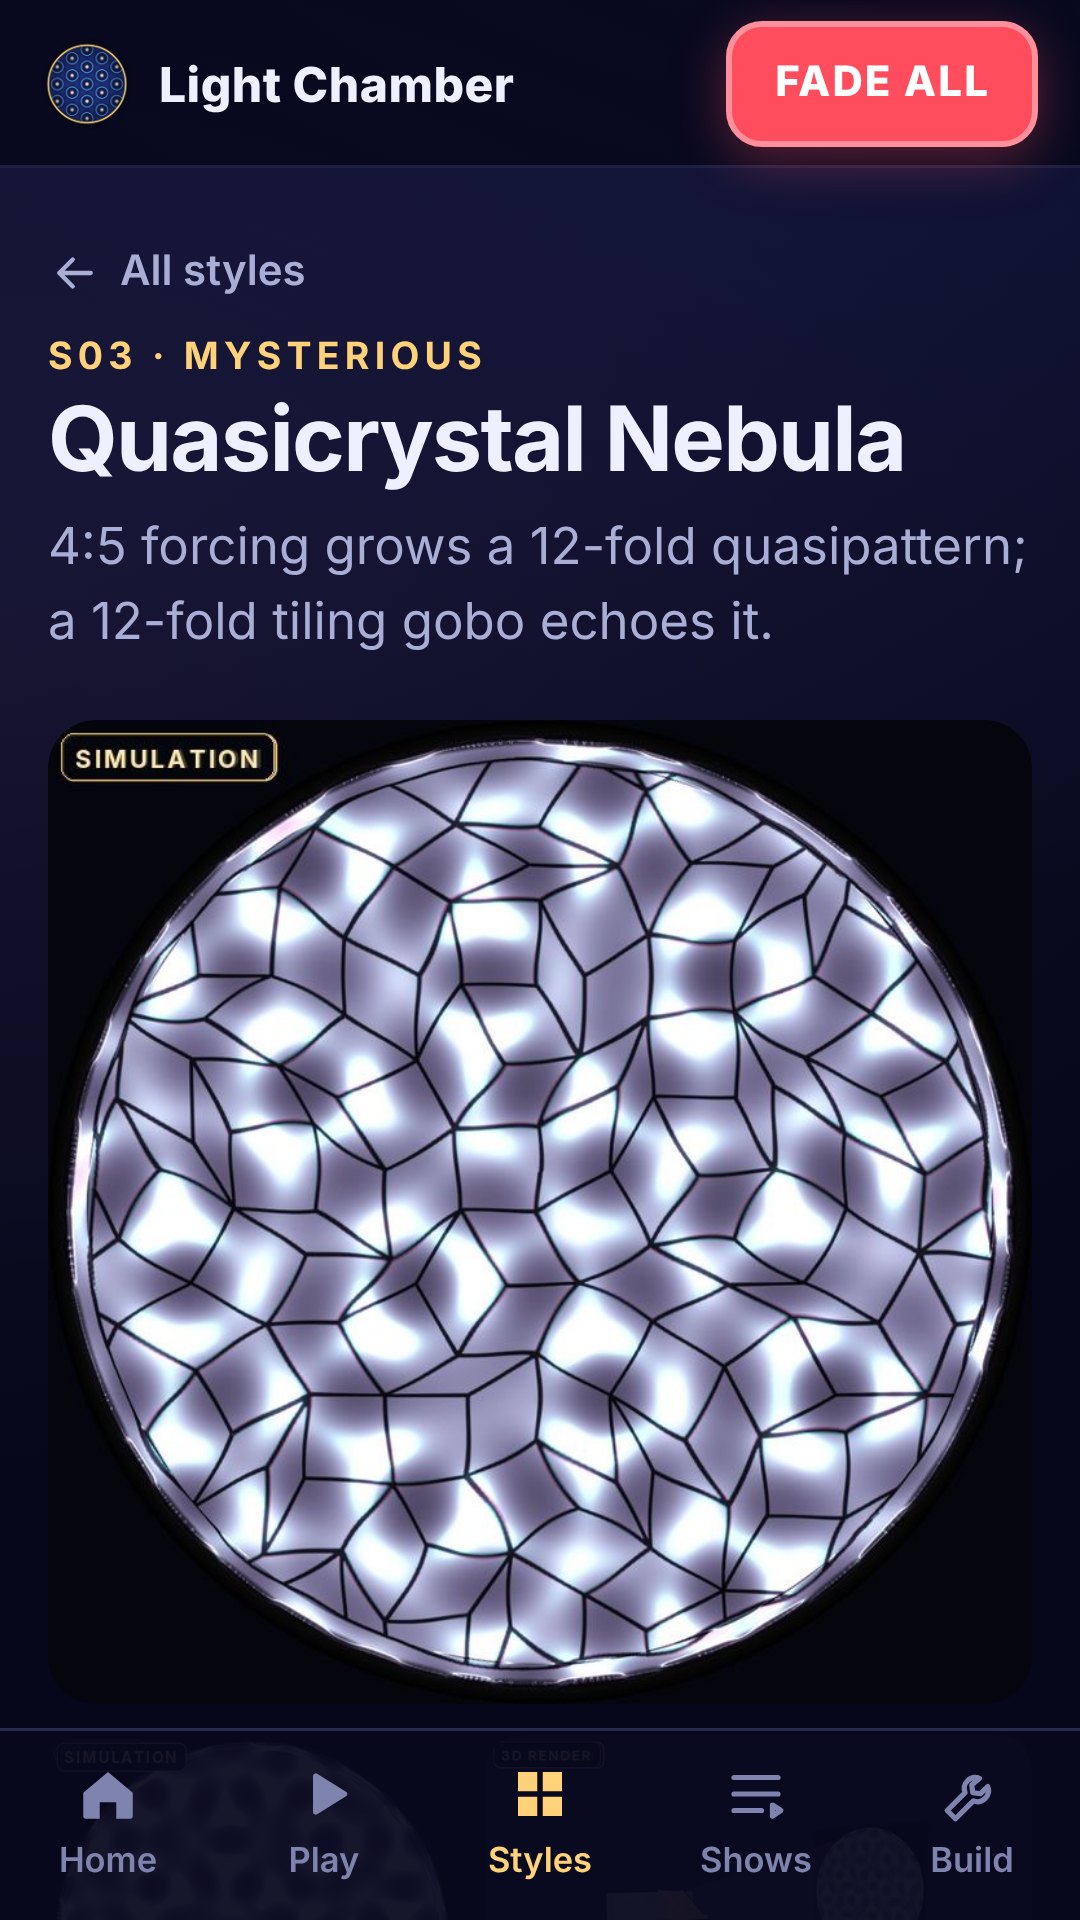 Light Chamber
FADE ALL
← All styles
S03 · MYSTERIOUS
Quasicrystal Nebula
4:5 forcing grows a 12-fold quasipattern;
a 12-fold tiling gobo echoes it.
SIMULATION
SIMULATION
3D RENDER
Home
Play
Styles
Shows
Build